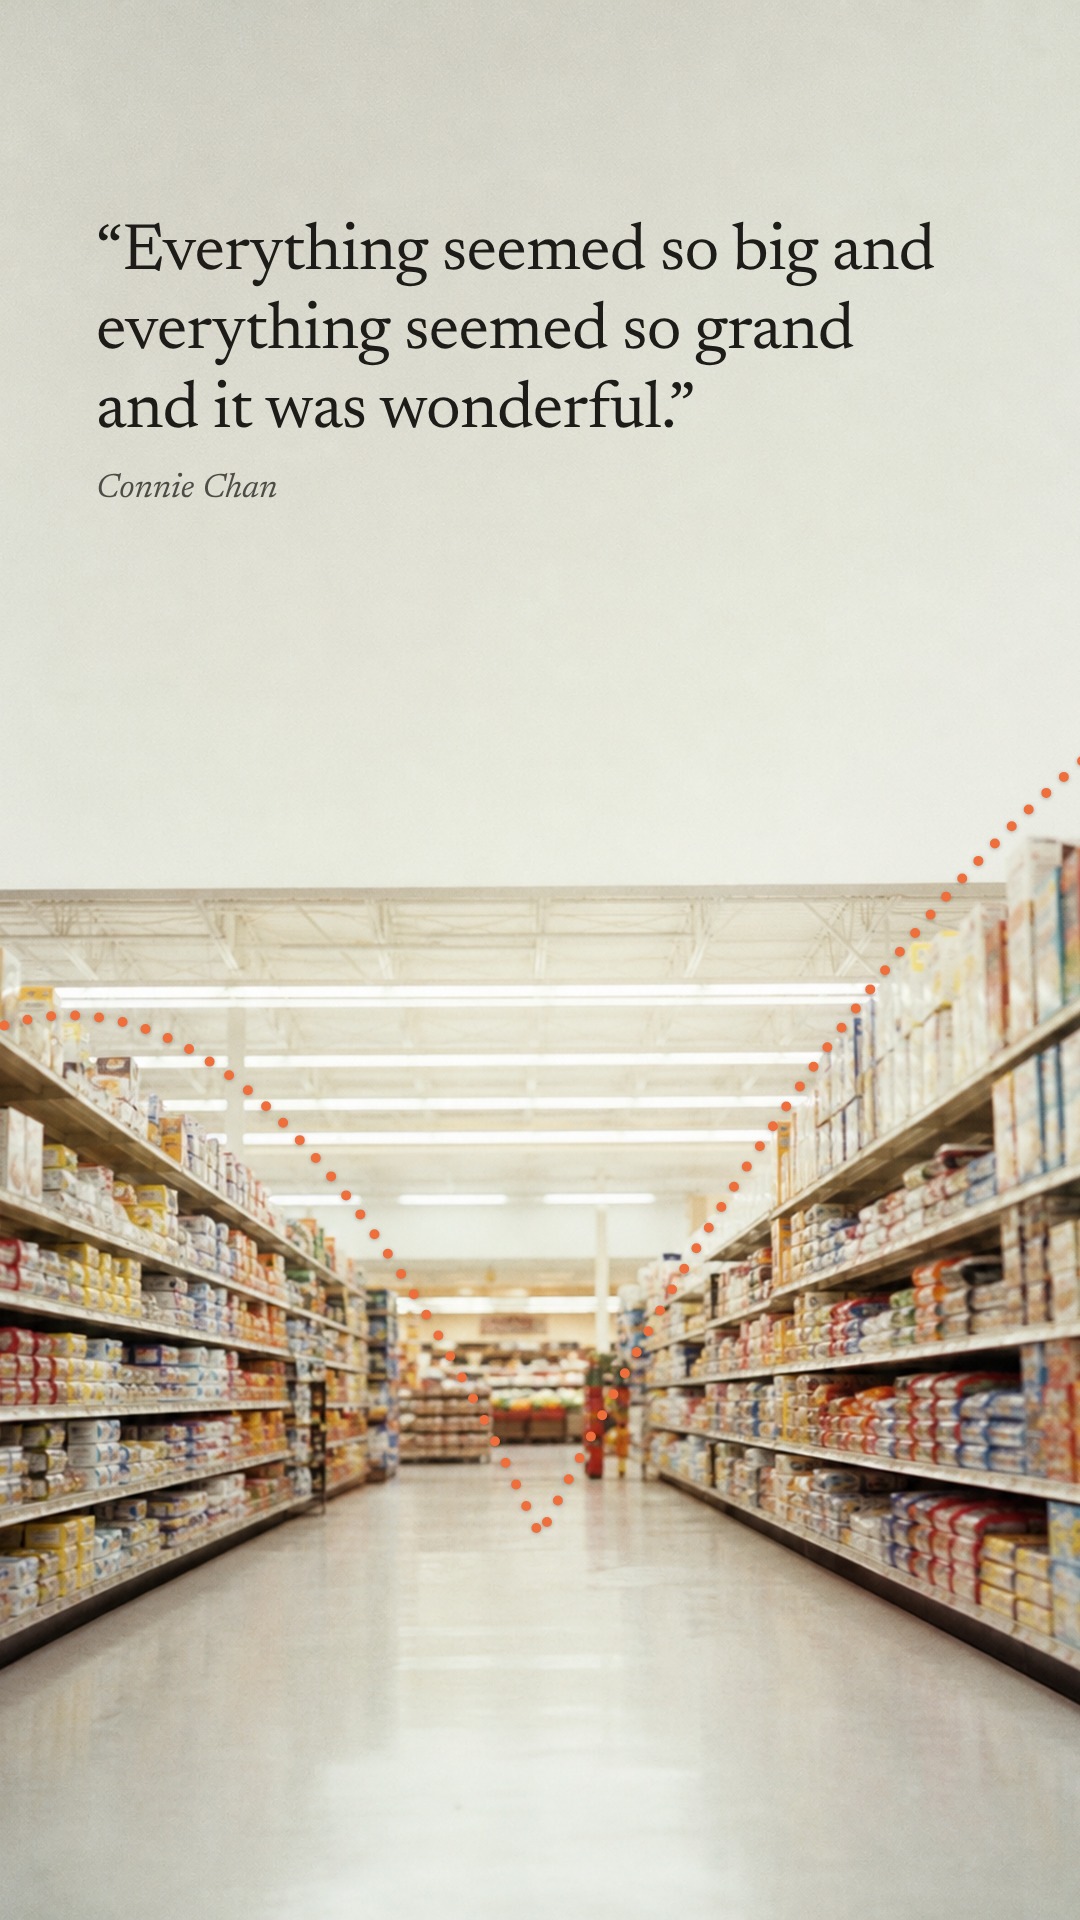 “Everything seemed so big and
everything seemed so grand
and it was wonderful.”
Connie Chan